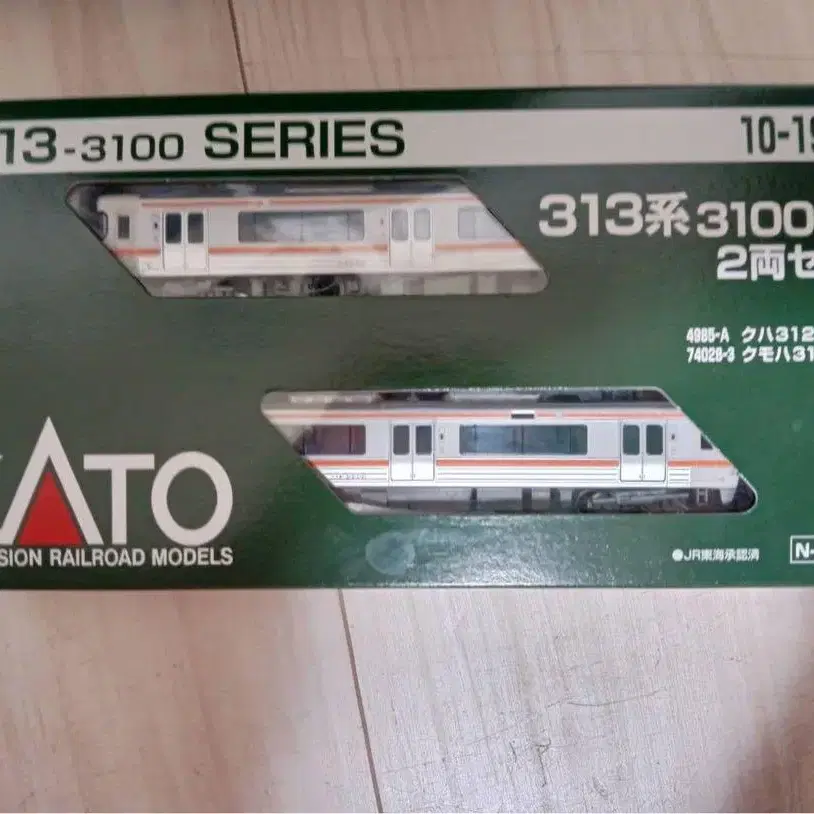 13-3100 SERIES
10-19
313系3100
2両セ
4985-A クハ312
74028-3 クモハ31
KATO
SION RAILROAD MODELS
●JR東海承認済
N-